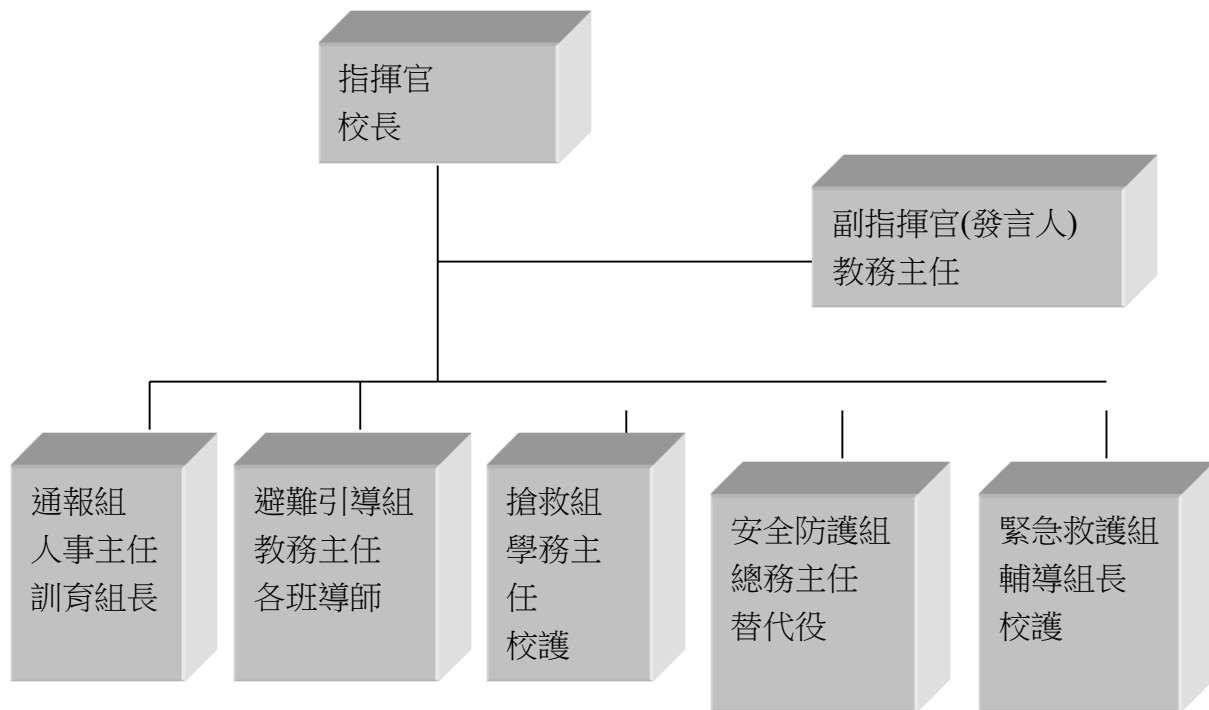 指揮官
校長
副指揮官(發言人)
教務主任
通報組
人事主任
訓育組長
避難引導組
教務主任
各班導師
搶救組
學務主
任
校護
安全防護組
總務主任
替代役
緊急救護組
輔導組長
校護